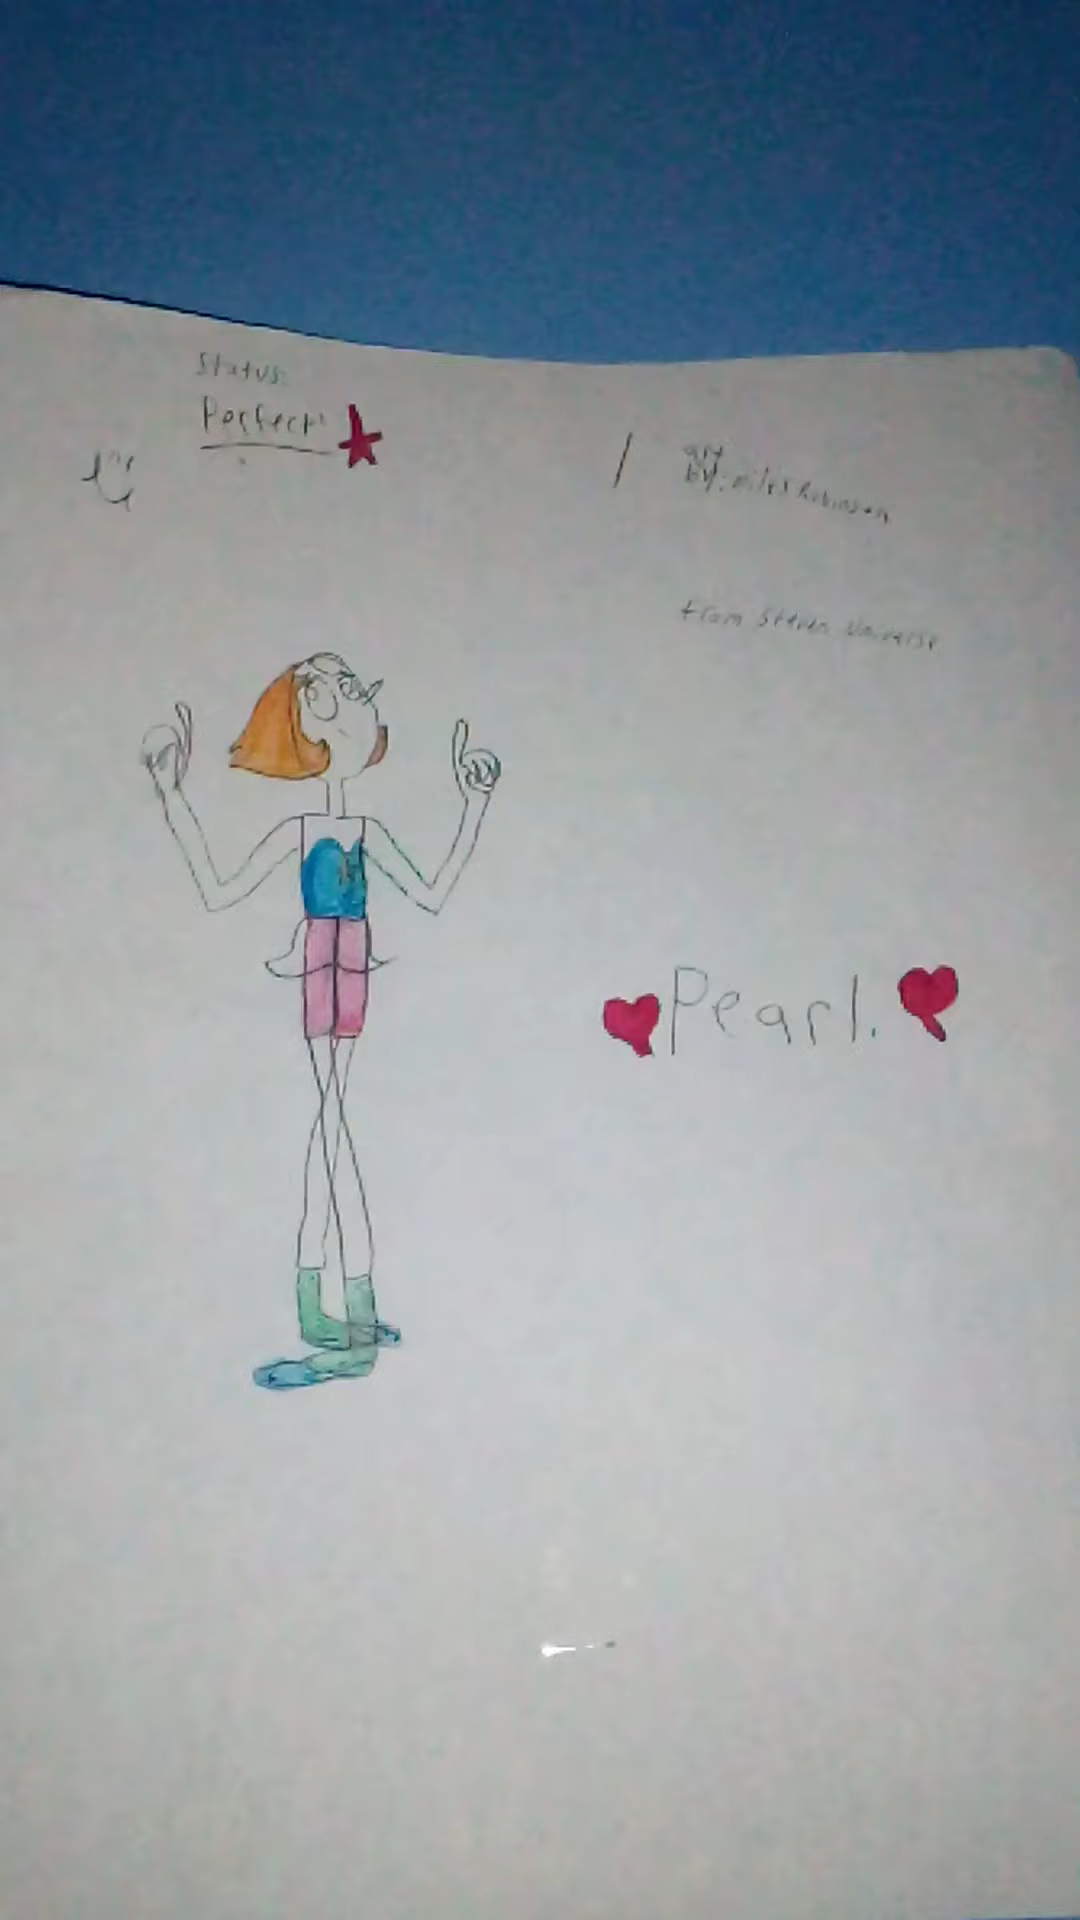 Status:
Perfect!
art
by: miles Robinson
from Steven Universe
Pearl.